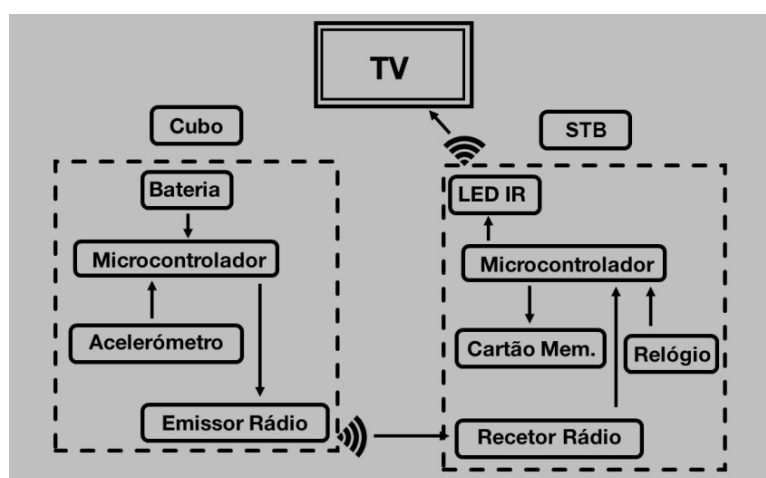 TV
Cubo
STB
Bateria
LED IR
Microcontrolador
Microcontrolador
Acelerómetro
Cartão Mem.
Relógio
Emissor Rádio
Recetor Rádio